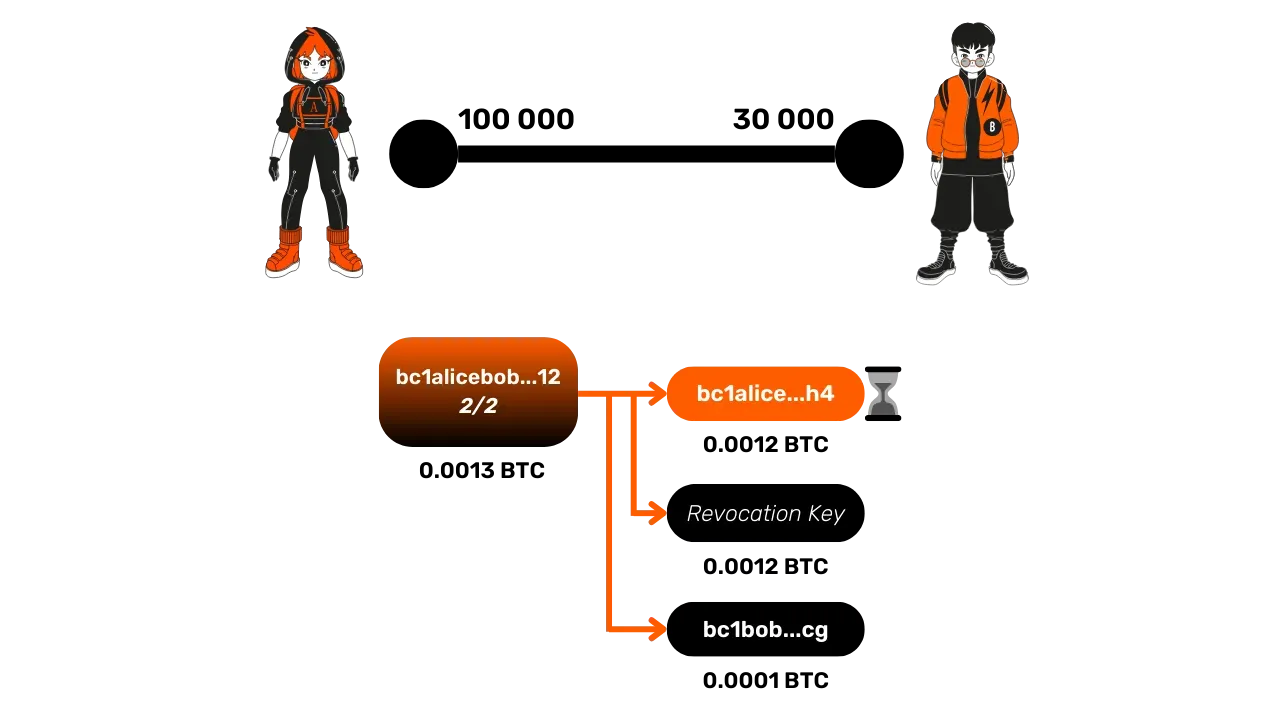 100 000
30 000
A
B
bc1alicebob...12
2/2
0.0013 BTC
bc1alice...h4
0.0012 BTC
Revocation Key
0.0012 BTC
bc1bob...cg
0.0001 BTC